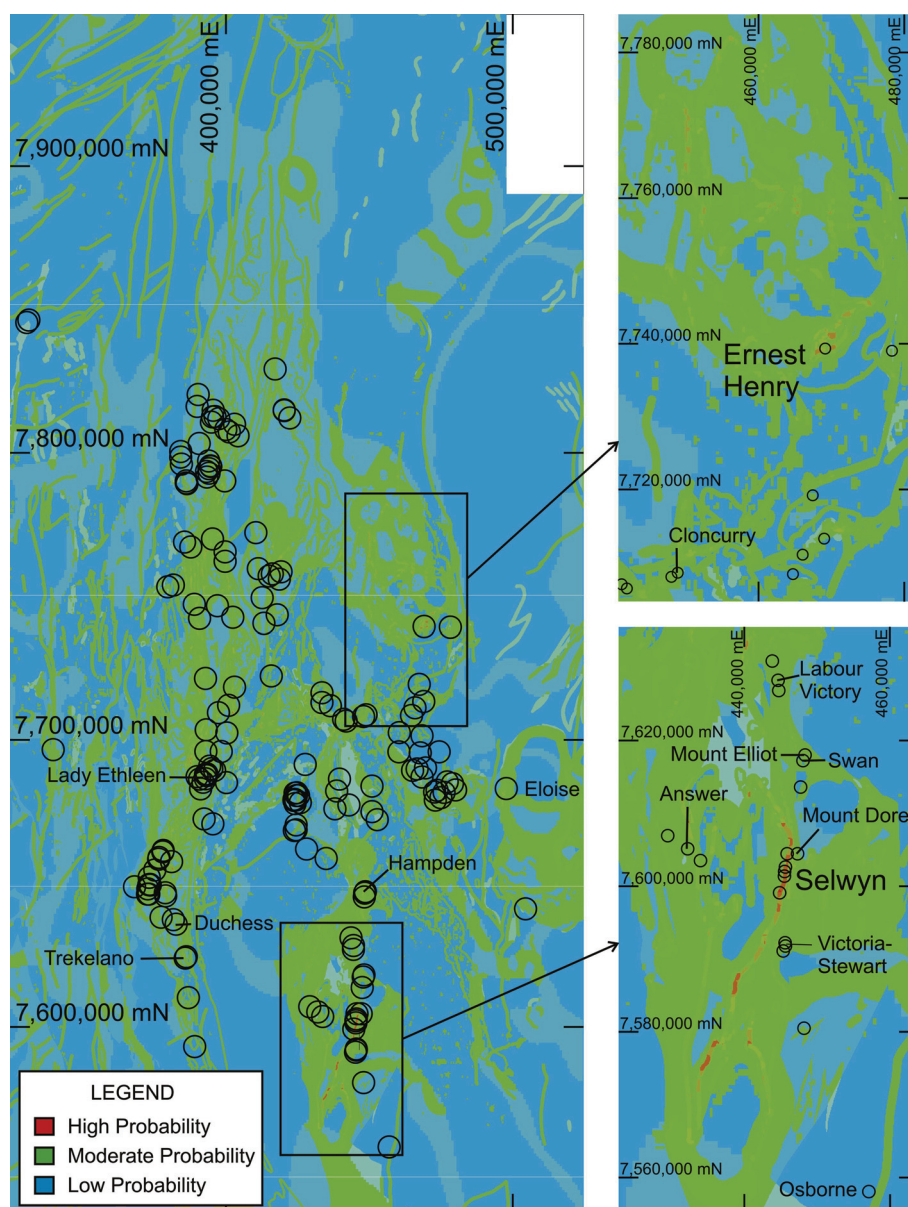 400,000 mE
500,000 mE
7,900,000 mN
7,800,000 mN
7,700,000 mN
Lady Ethleen
Eloise
Hampden
Duchess
Trekelano
7,600,000 mN
LEGEND
High Probability
Moderate Probability
Low Probability
460,000 mE
480,000 mE
7,780,000 mN
7,760,000 mN
7,740,000 mN
Ernest
Henry
7,720,000 mN
Cloncurry
440,000 mE
460,000 mE
Labour
Victory
7,620,000 mN
Mount Elliot
Swan
Answer
Mount Dore
7,600,000 mN
Selwyn
Victoria-
Stewart
7,580,000 mN
7,560,000 mN
Osborne